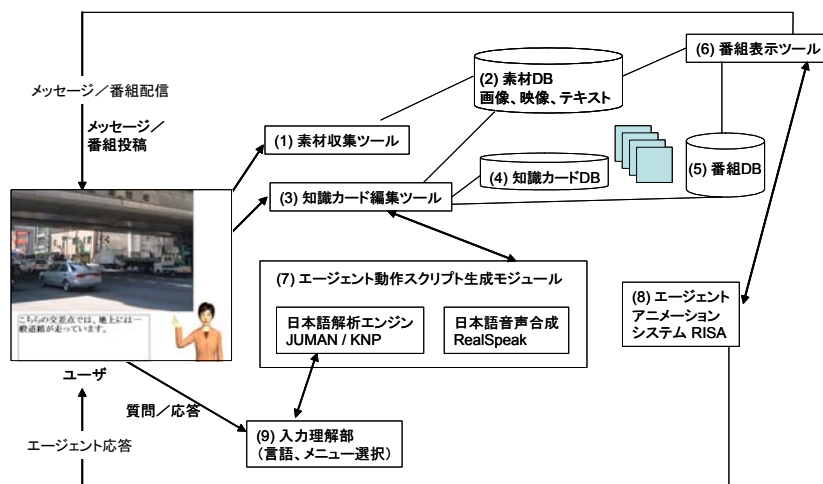 (6) 番組表示ツール
メッセージ/番組配信
(2) 素材DB
画像、映像、テキスト
メッセージ/
番組投稿
(1) 素材収集ツール
(3) 知識カード編集ツール
(4) 知識カードDB
(5) 番組DB
こちらの交差点では、地上には一
般道路が走っています。
(7) エージェント動作スクリプト生成モジュール
日本語解析エンジン
JUMAN / KNP
日本語音声合成
RealSpeak
(8) エージェント
アニメーション
システム RISA
ユーザ
質問/応答
エージェント応答
(9) 入力理解部
(言語、メニュー選択)